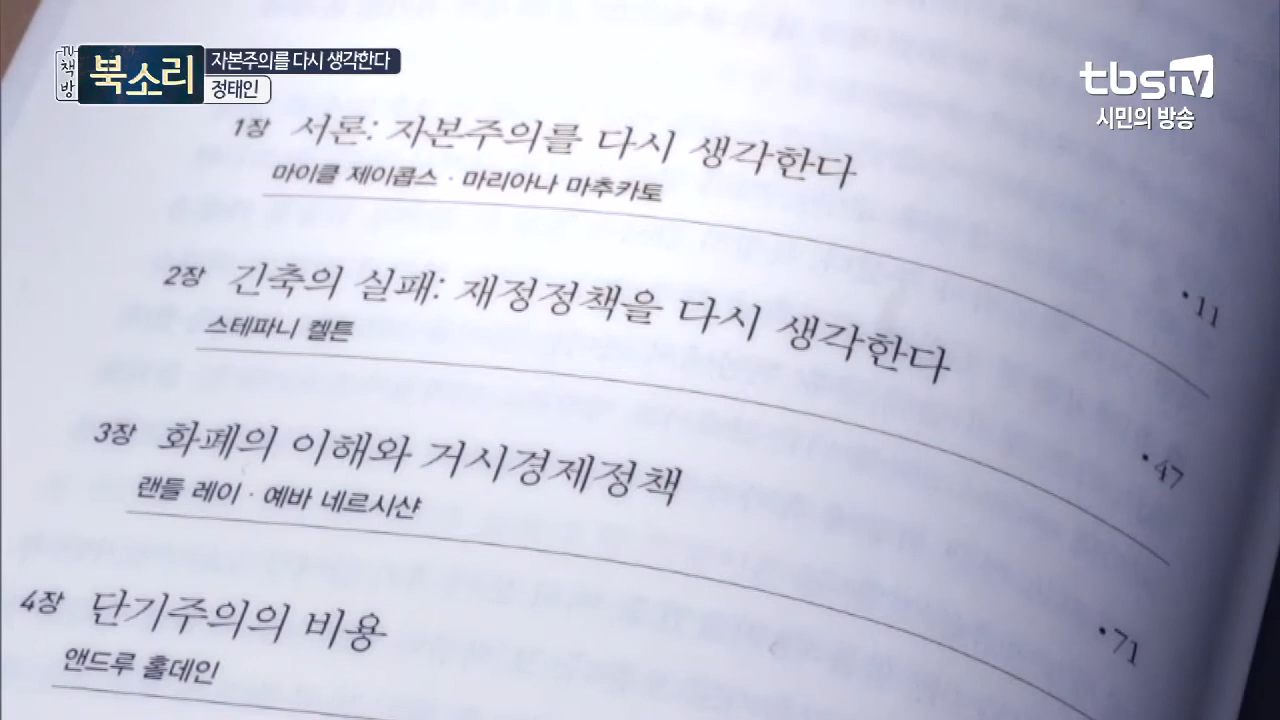 TV책방
북소리
자본주의를 다시 생각한다
정태인
tbs TV
시민의 방송
1장 서론: 자본주의를 다시 생각한다
마이클 제이콥스 · 마리아나 마추카토
•11
2장 긴축의 실패: 재정정책을 다시 생각한다
스테파니 켈튼
•47
3장 화폐의 이해와 거시경제정책
랜들 레이 · 예바 네르시샨
•71
4장 단기주의의 비용
앤드루 홀데인